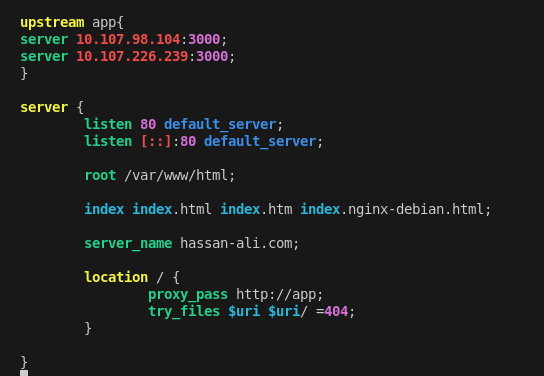 upstream app{
server 10.107.98.104:3000;
server 10.107.226.239:3000;
}
server {
listen 80 default_server;
listen [::]:80 default_server;
root /var/www/html;
index index.html index.htm index.nginx-debian.html;
server_name hassan-ali.com;
location / {
proxy_pass http://app;
try_files $uri $uri/ =404;
}
}